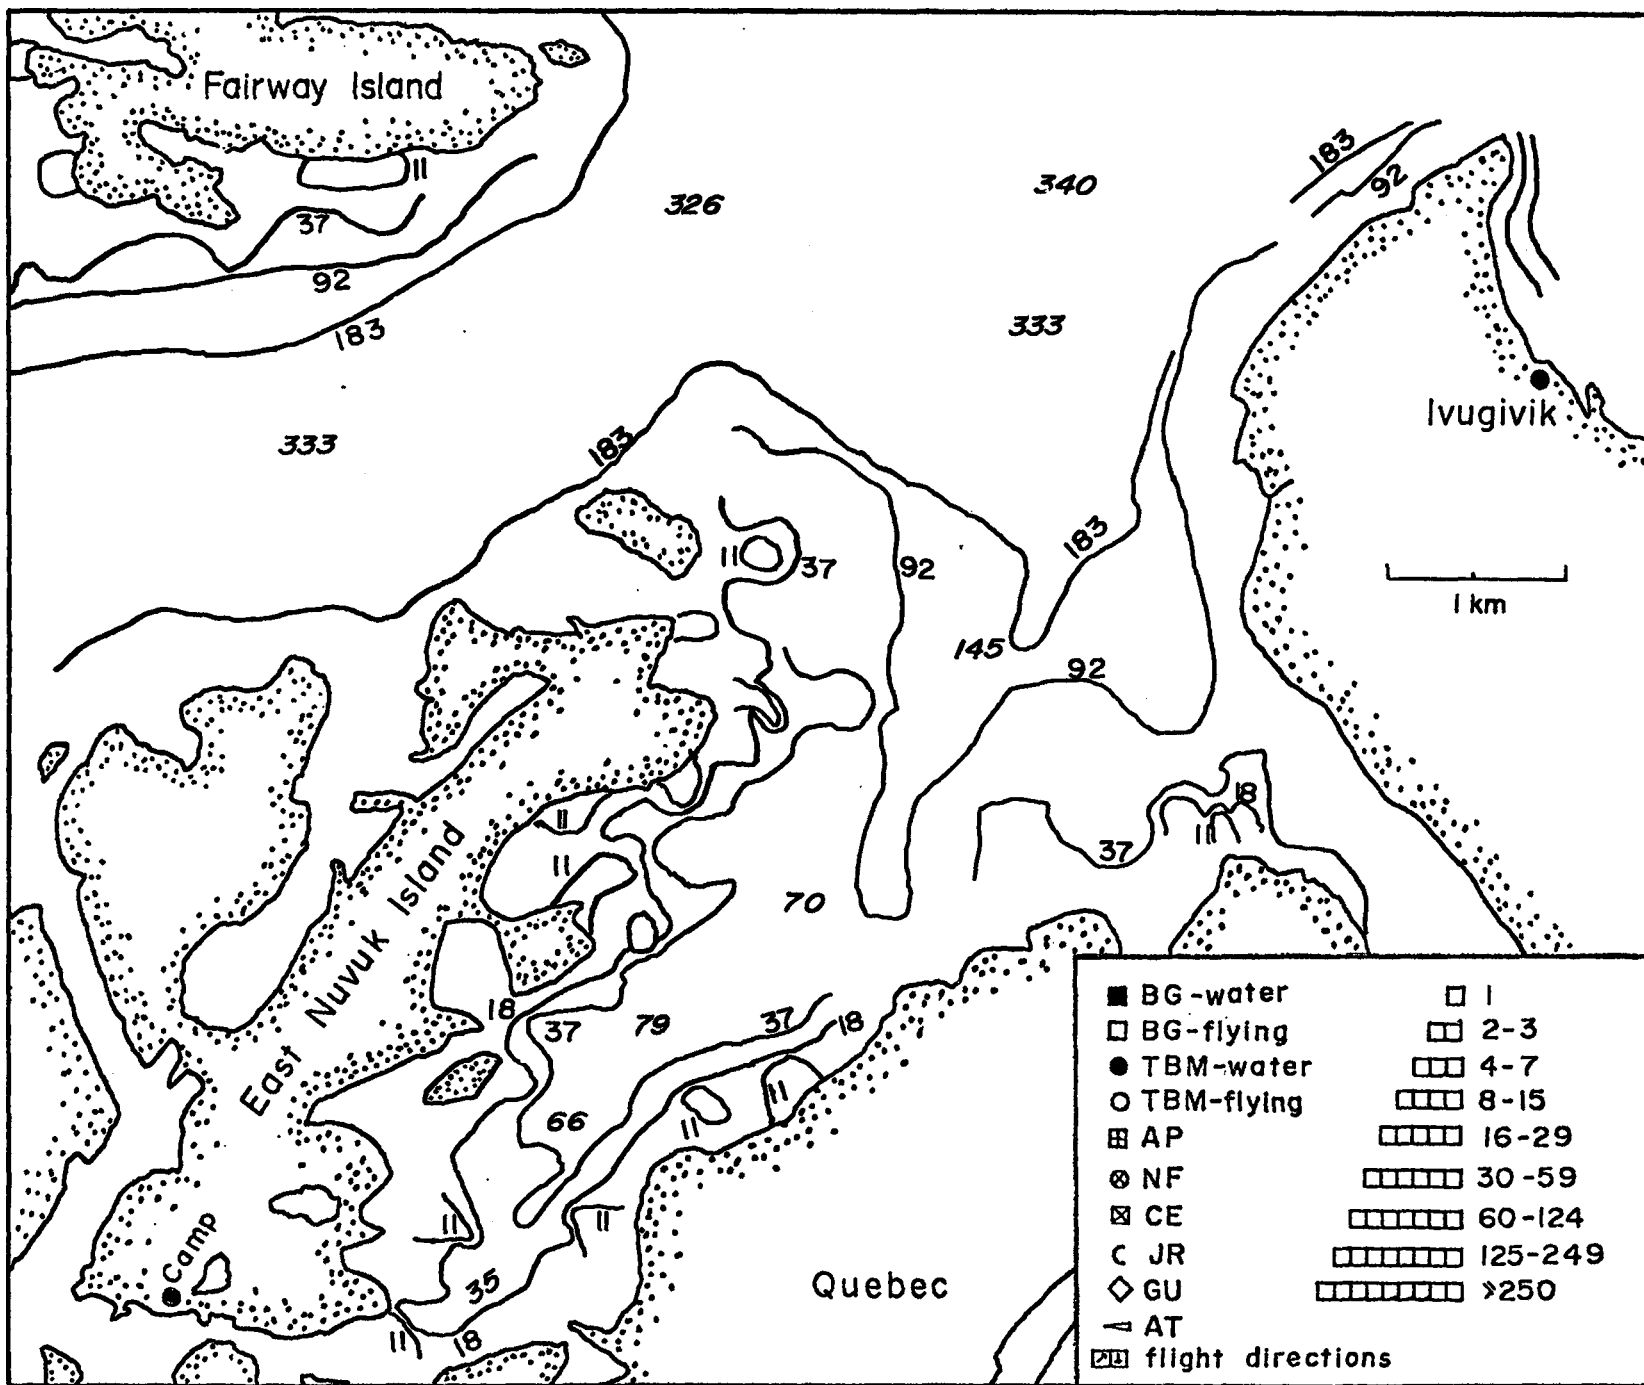 Fairway Island
11
183
92
326
340
37
92
183
333
333
Ivugivik
183
183
11
37
92
1 km
145
92
18
11
11
37
11
70
East Nuvuk Island
18
37
79
37
18
11
11
66
11
11
Camp
35
11
18
Quebec
BG-water
BG-flying
TBM-water
TBM-flying
AP
NF
CE
JR
GU
AT
flight directions
1
2-3
4-7
8-15
16-29
30-59
60-124
125-249
≥250